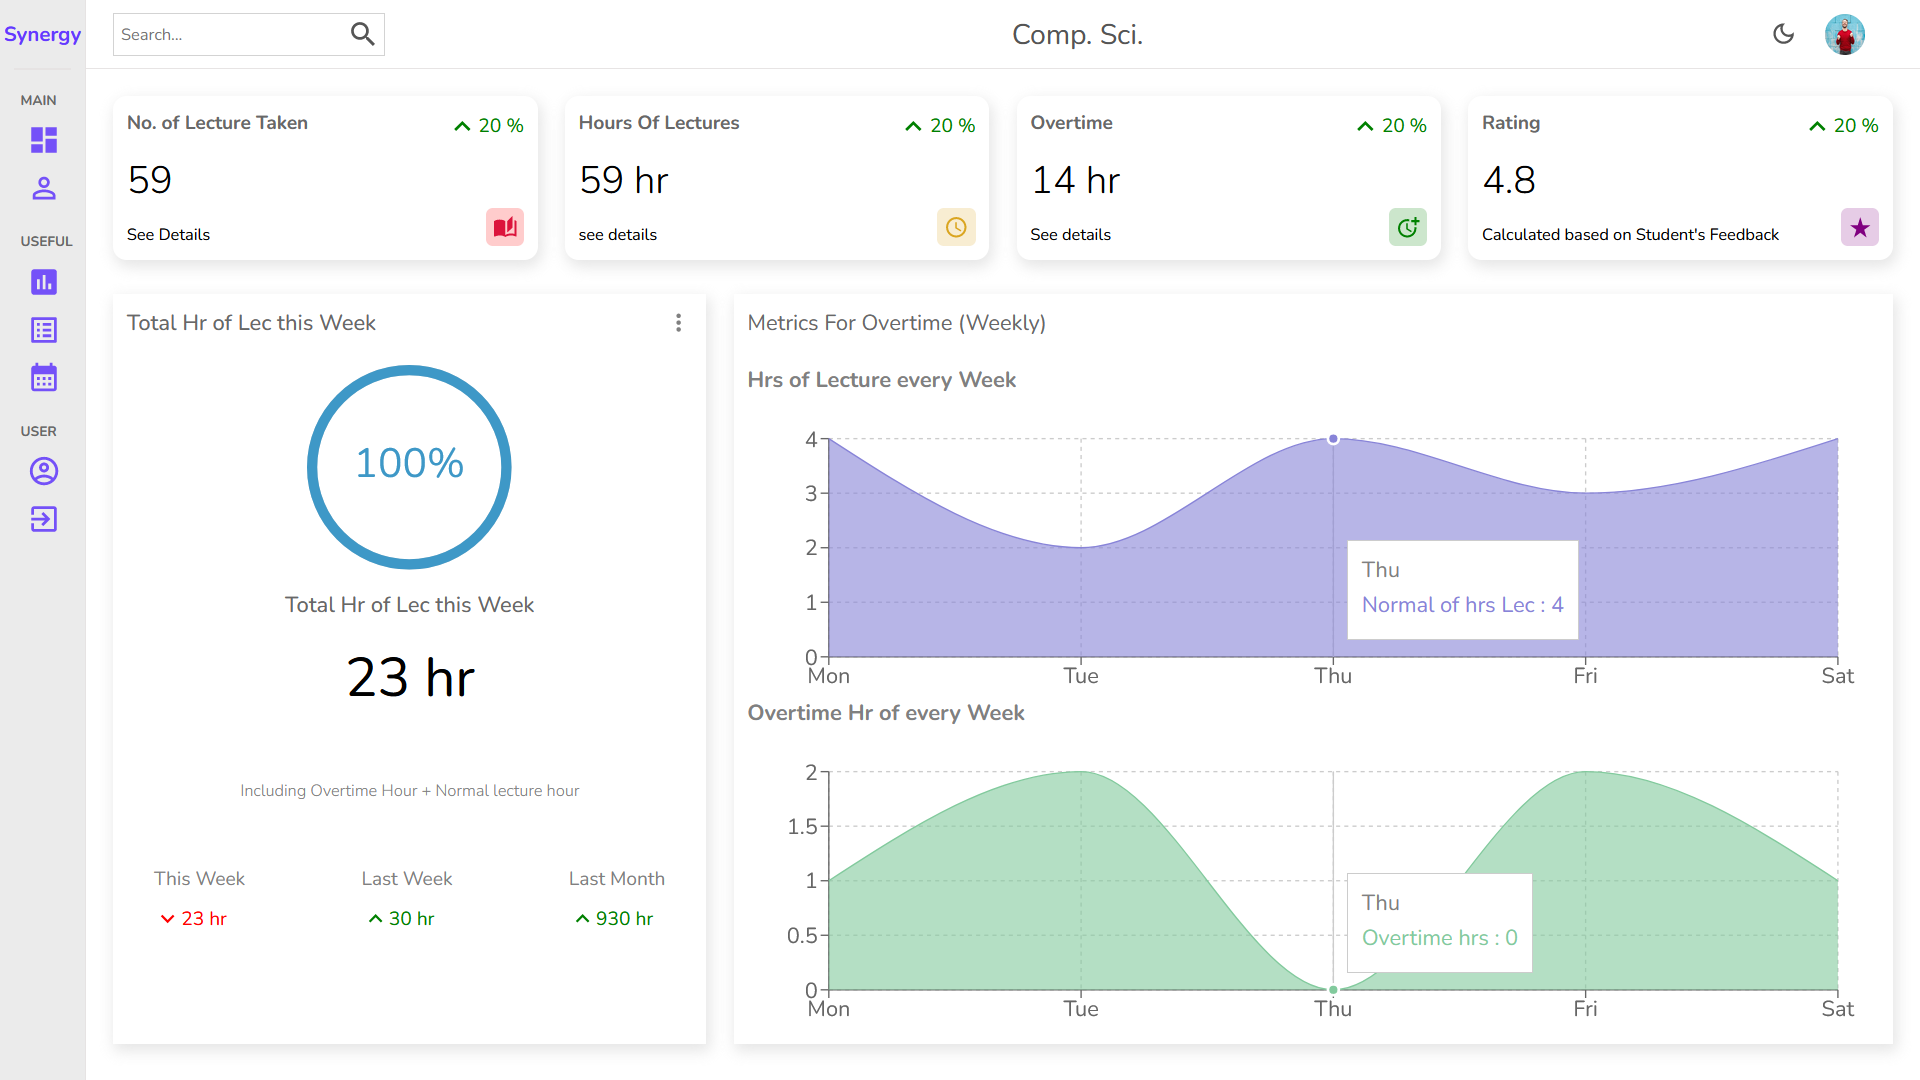 Synergy
Search...
Comp. Sci.
MAIN
USEFUL
USER
No. of Lecture Taken
20 %
59
See Details
Hours Of Lectures
20 %
59 hr
see details
Overtime
20 %
14 hr
See details
Rating
20 %
4.8
Calculated based on Student's Feedback
Total Hr of Lec this Week
100%
Total Hr of Lec this Week
23 hr
Including Overtime Hour + Normal lecture hour
This Week
23 hr
Last Week
30 hr
Last Month
930 hr
Metrics For Overtime (Weekly)
Hrs of Lecture every Week
4
3
2
1
0
Mon Tue Thu Fri Sat
Thu
Normal of hrs Lec : 4
Overtime Hr of every Week
2
1.5
1
0.5
0
Mon Tue Thu Fri Sat
Thu
Overtime hrs : 0